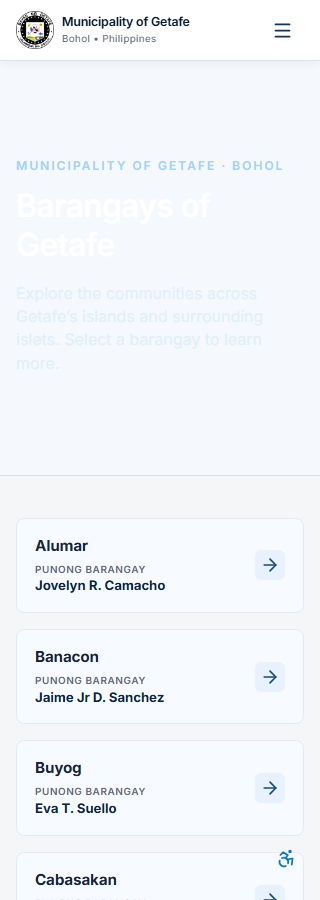 Municipality of Getafe
Bohol • Philippines
MUNICIPALITY OF GETAFE · BOHOL
Barangays of
Getafe
Explore the communities across
Getafe's islands and surrounding
islets. Select a barangay to learn
more.
Alumar
PUNONG BARANGAY
Jovelyn R. Camacho
Banacon
PUNONG BARANGAY
Jaime Jr D. Sanchez
Buyog
PUNONG BARANGAY
Eva T. Suello
Cabasakan